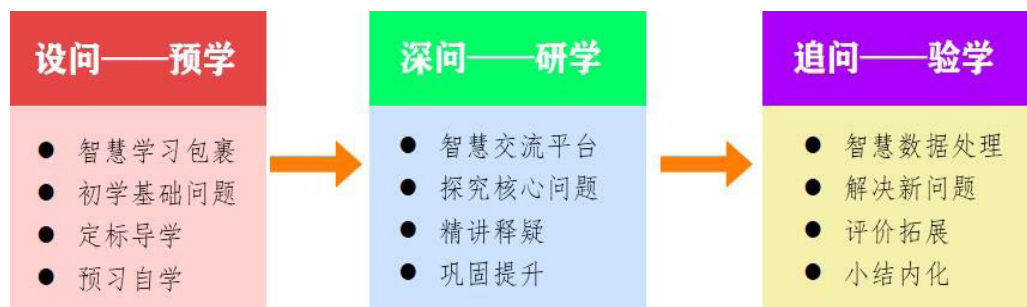 设问——预学
● 智慧学习包裹
● 初学基础问题
● 定标导学
● 预习自学
深问——研学
● 智慧交流平台
● 探究核心问题
● 精讲释疑
● 巩固提升
追问——验学
● 智慧数据处理
● 解决新问题
● 评价拓展
● 小结内化